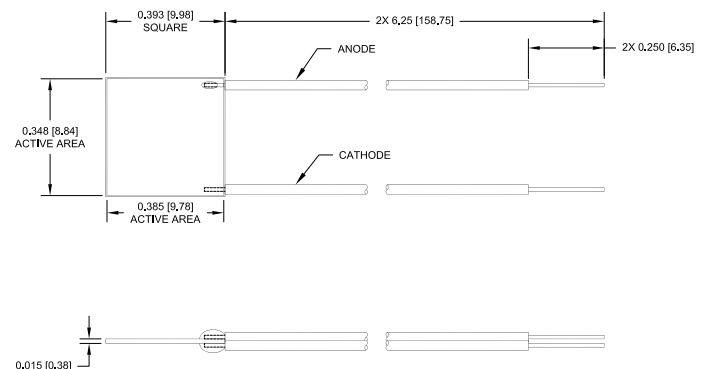 0.393 [9.98]
SQUARE
2X 6.25 [158.75]
ANODE
2X 0.250 [6.35]
0.348 [8.84]
ACTIVE AREA
CATHODE
0.385 [9.78]
ACTIVE AREA
0.015 [0.38]